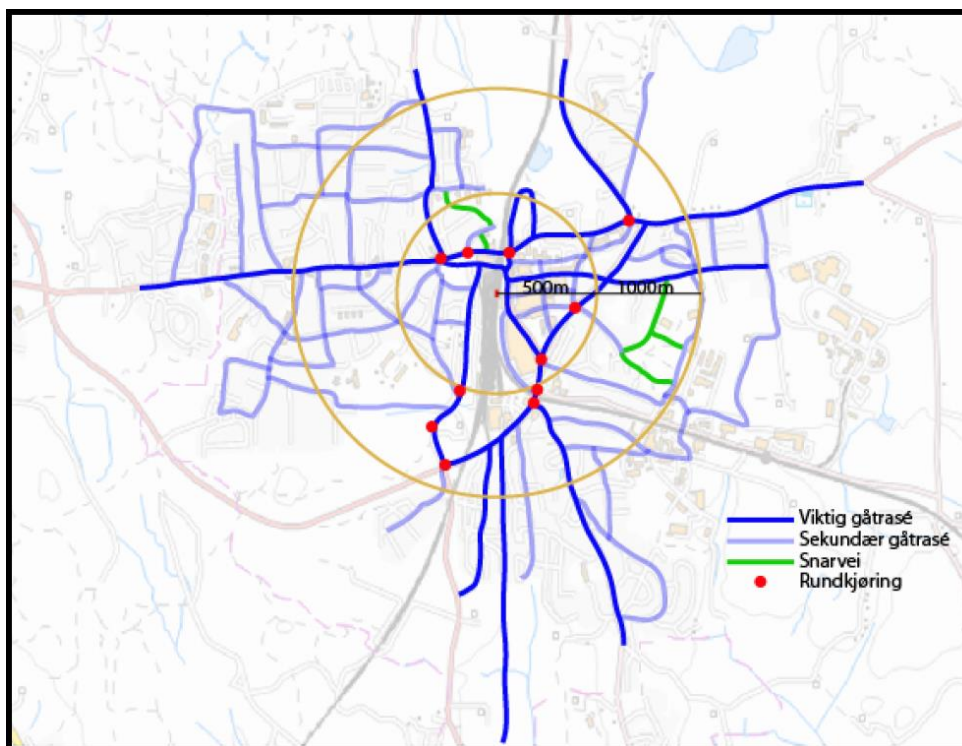 500m 1000m
Viktig gåtrasé
Sekundær gåtrasé
Snarvei
Rundkjøring